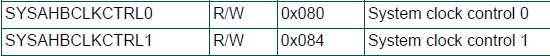 SYSAHBCLKCTRL0 R/W 0x080 System clock control 0
SYSAHBCLKCTRL1 R/W 0x084 System clock control 1